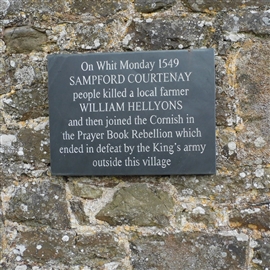 On Whit Monday 1549
SAMPFORD COURTENAY
people killed a local farmer
WILLIAM HELLYONS
and then joined the Cornish in
the Prayer Book Rebellion which
ended in defeat by the King's army
outside this village